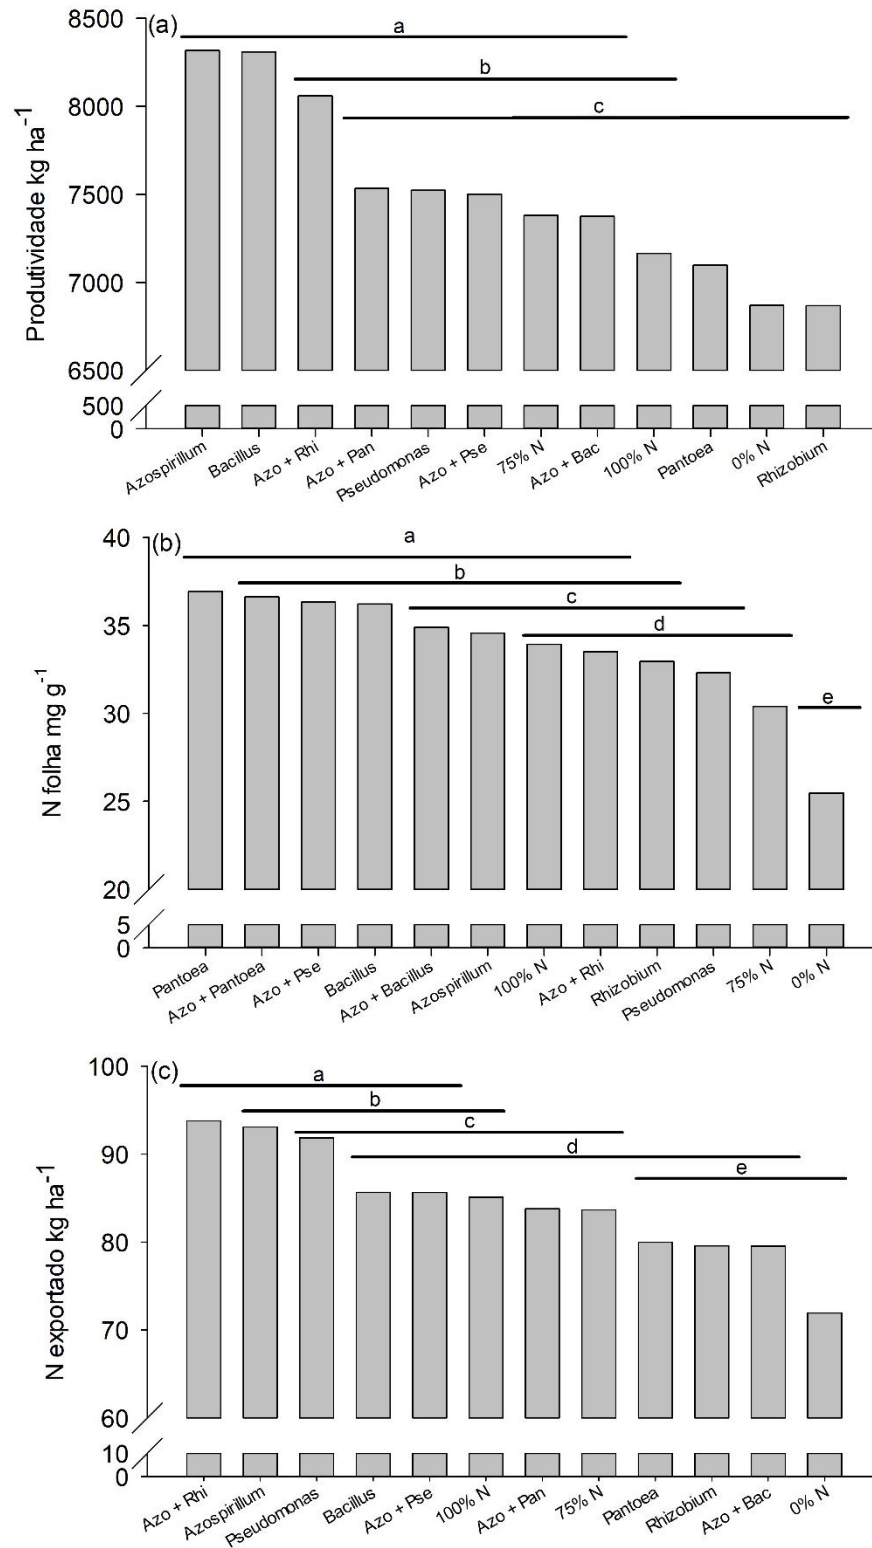 (a)
a
b
c
8500
8000
7500
7000
6500
500
0
Produtividade kg ha-1
Azospirillum
Bacillus
Azo + Rhi
Azo + Pan
Pseudomonas
Azo + Pse
75% N
Azo + Bac
100% N
Pantoea
0% N
Rhizobium
(b)
a
b
c
d
e
40
35
30
25
20
5
0
N folha mg g-1
Pantoea
Azo + Pantoea
Azo + Pse
Bacillus
Azo + Bacillus
Azospirillum
100% N
Azo + Rhi
Rhizobium
Pseudomonas
75% N
0% N
(c)
a
b
c
d
e
100
90
80
70
60
10
0
N exportado kg ha-1
Azo + Rhi
Azospirillum
Pseudomonas
Bacillus
Azo + Pse
100% N
Azo + Pan
75% N
Pantoea
Rhizobium
Azo + Bac
0% N